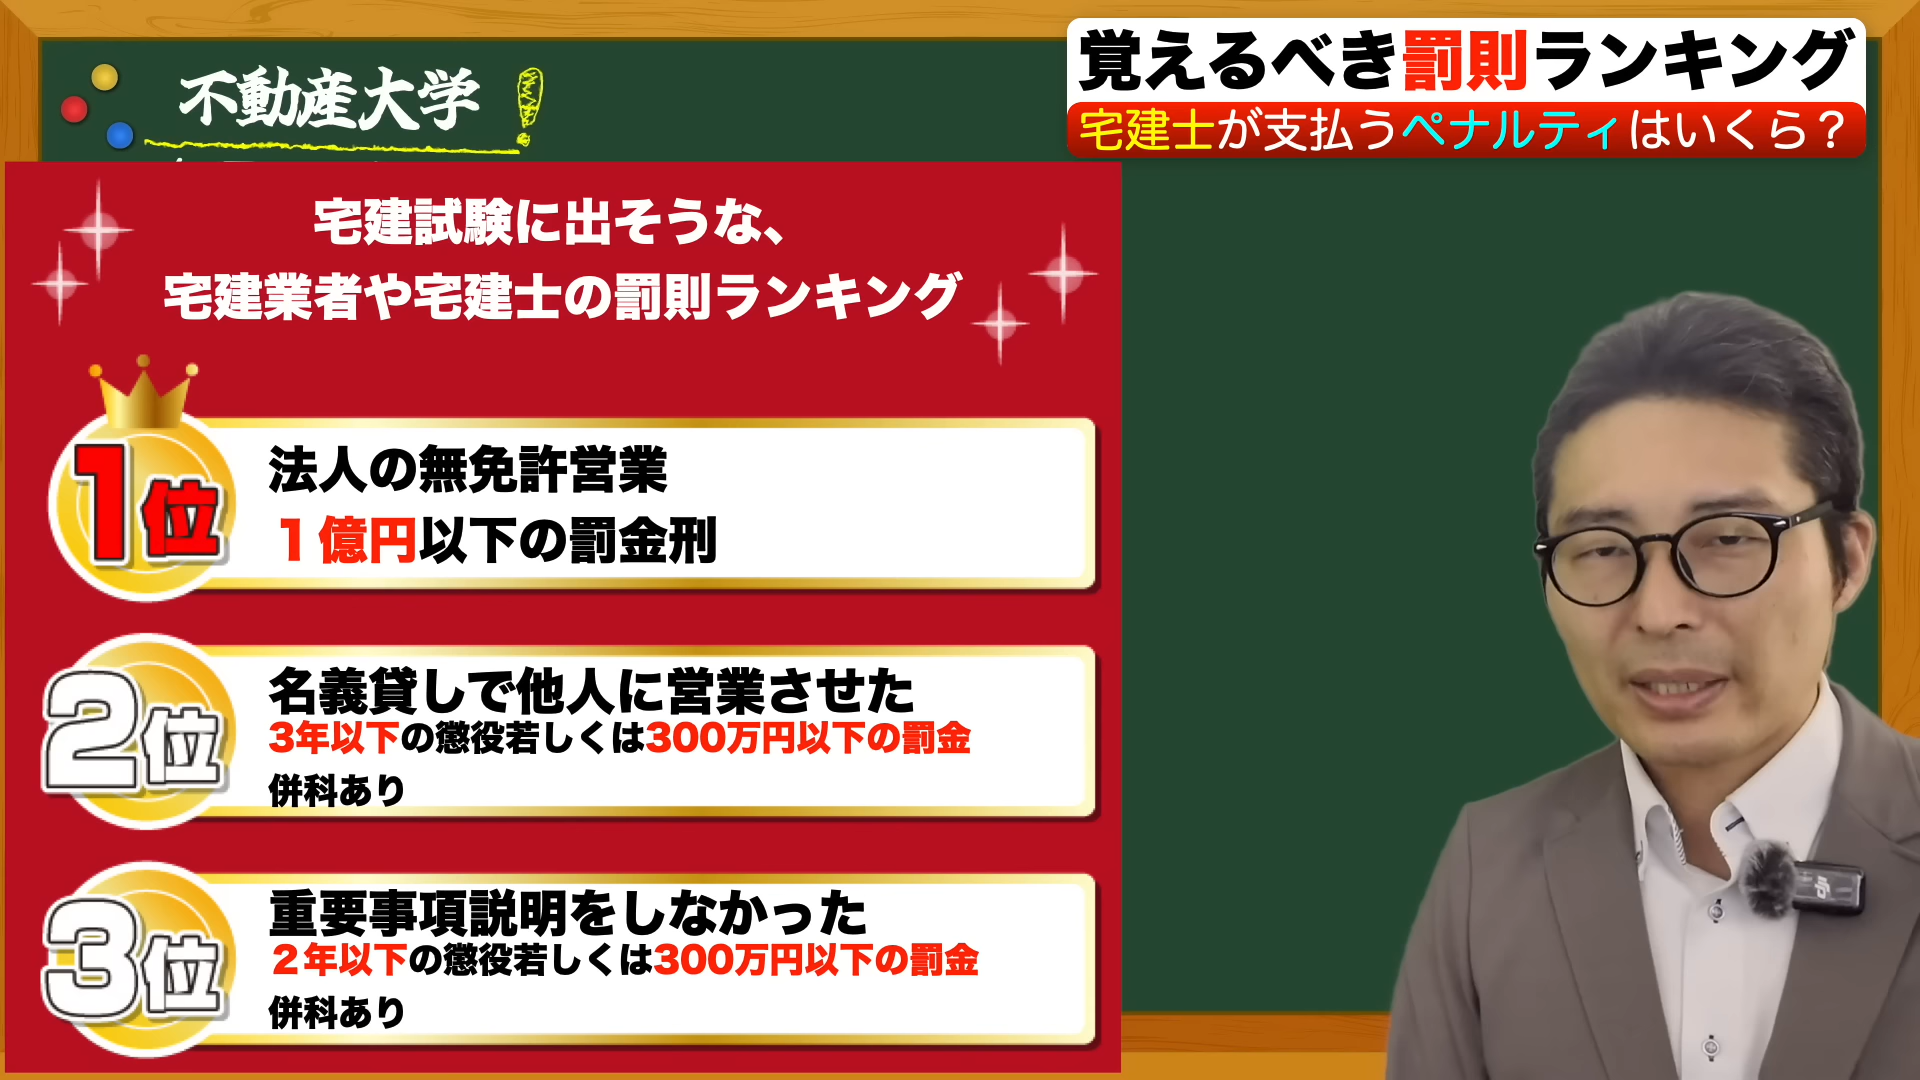 不動産大学!
覚えるべき罰則ランキング
宅建士が支払うペナルティはいくら？
宅建試験に出そうな、
宅建業者や宅建士の罰則ランキング
1位
法人の無免許営業
１億円以下の罰金刑
2位
名義貸しで他人に営業させた
3年以下の懲役若しくは300万円以下の罰金
併科あり
3位
重要事項説明をしなかった
２年以下の懲役若しくは300万円以下の罰金
併科あり
dji